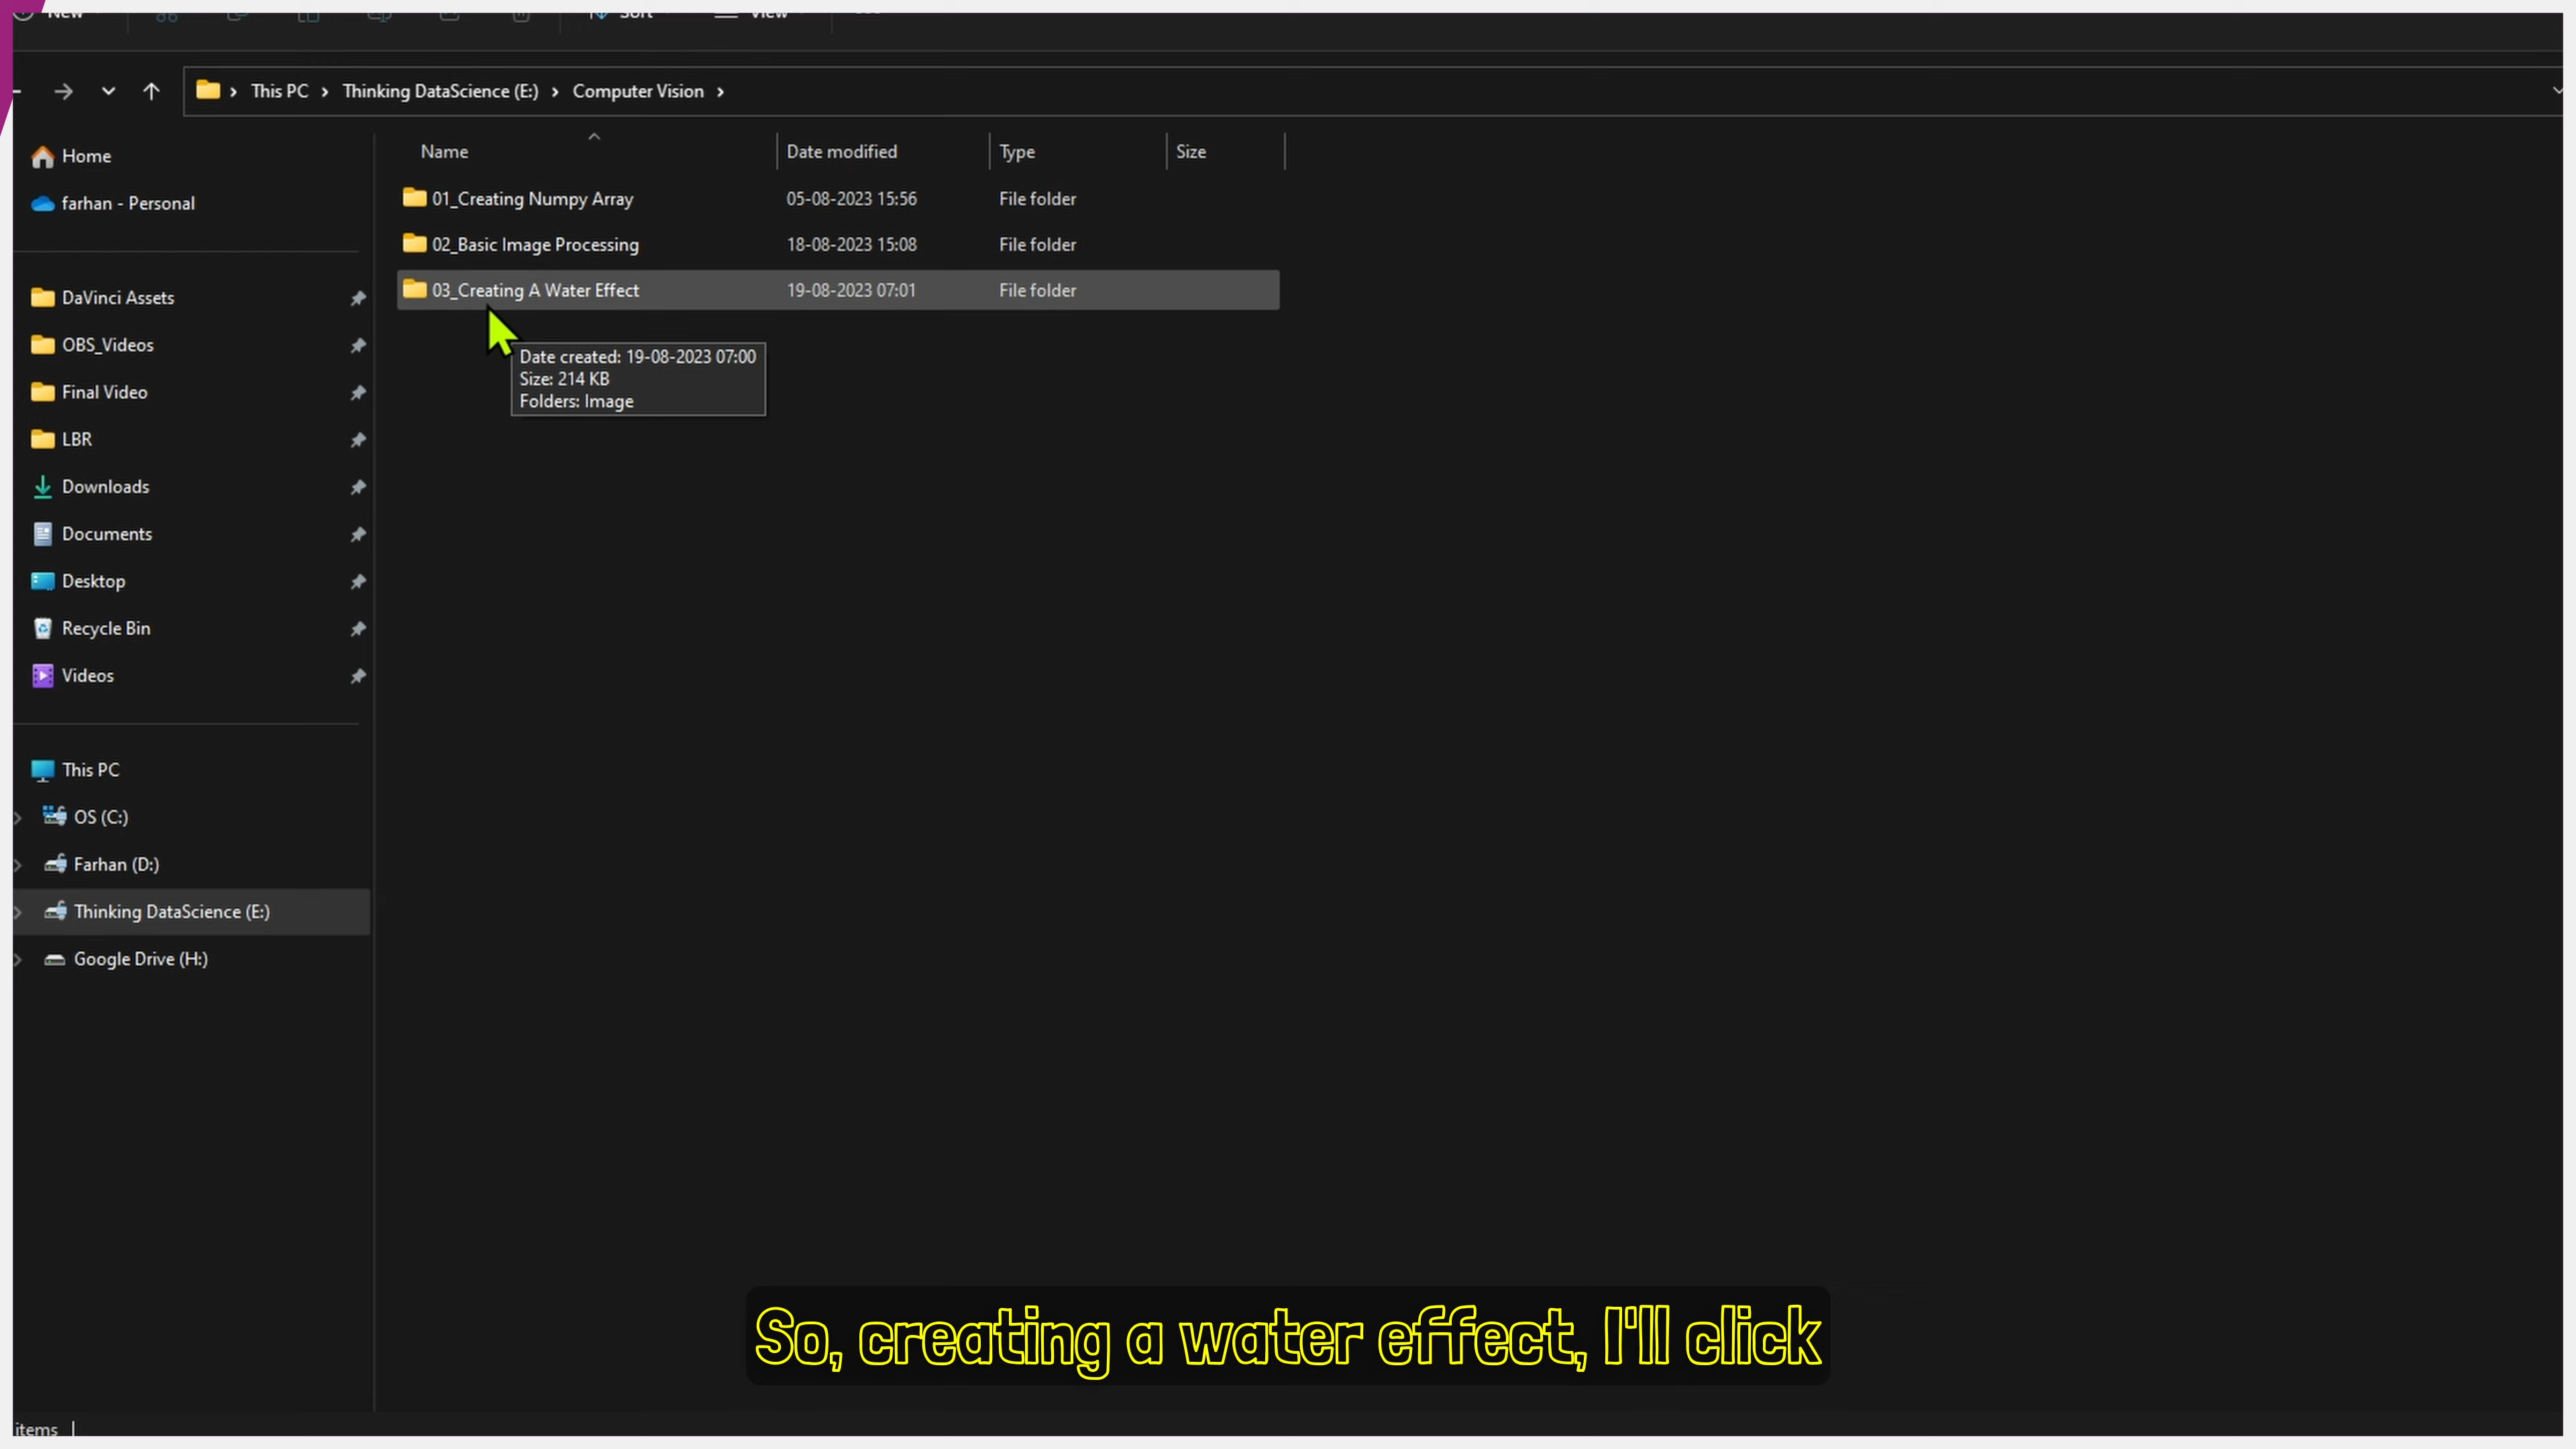 New
Sort
View
This PC > Thinking DataScience (E:) > Computer Vision >
Home
farhan - Personal
DaVinci Assets
OBS_Videos
Final Video
LBR
Downloads
Documents
Desktop
Recycle Bin
Videos
This PC
OS (C:)
Farhan (D:)
Thinking DataScience (E:)
Google Drive (H:)
Name Date modified Type Size
01_Creating Numpy Array 05-08-2023 15:56 File folder
02_Basic Image Processing 18-08-2023 15:08 File folder
03_Creating A Water Effect 19-08-2023 07:01 File folder
Date created: 19-08-2023 07:00
Size: 214 KB
Folders: Image
So, creating a water effect, I'll click
items